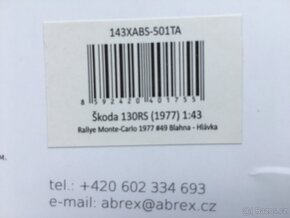 143XABS-501TA
8 592420 401755
Škoda 130RS (1977) 1:43
Rallye Monte-Carlo 1977 #49 Blahna - Hlávka
м.
tel.: +420 602 334 693
e-mail: abrex@abrex.cz